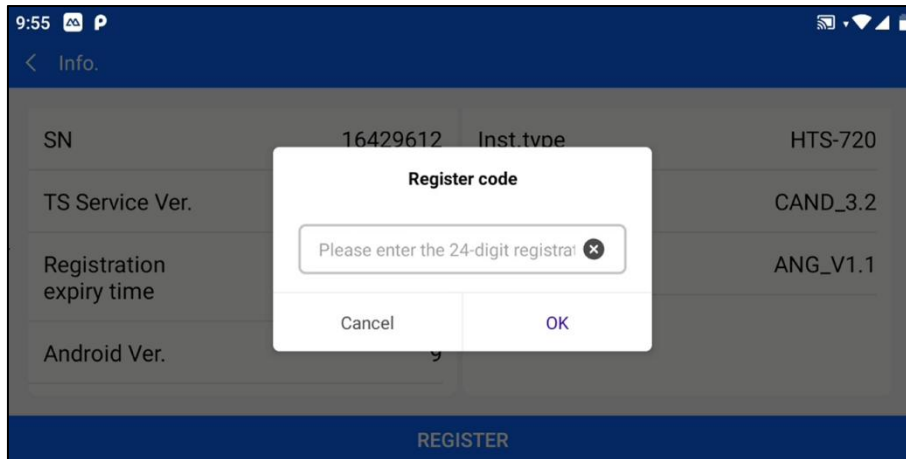 9:55
Info.
SN 16429612 Inst.type HTS-720
Register code
TS Service Ver. CAND_3.2
Please enter the 24-digit registrat
Registration
expiry time ANG_V1.1
Cancel OK
Android Ver. 9
REGISTER